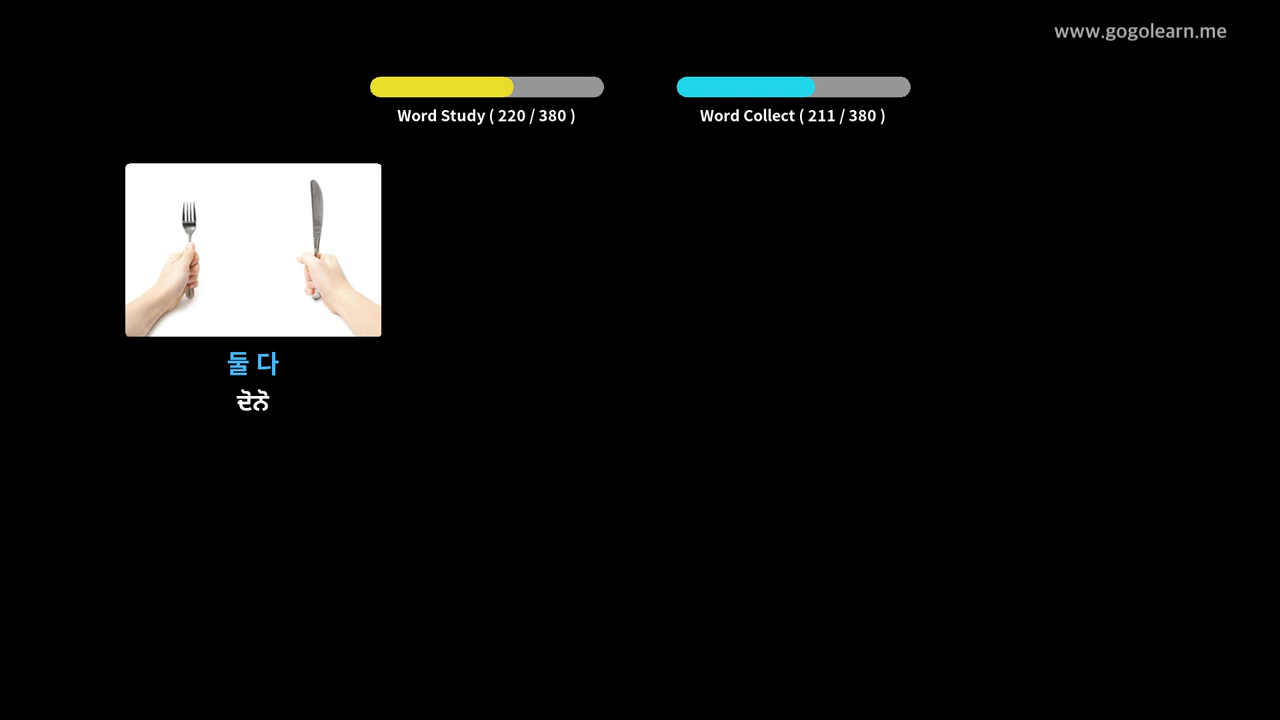 www.gogolearn.me
Word Study ( 220 / 380 )
Word Collect ( 211 / 380 )
둘 다
ਦੋਨੋ